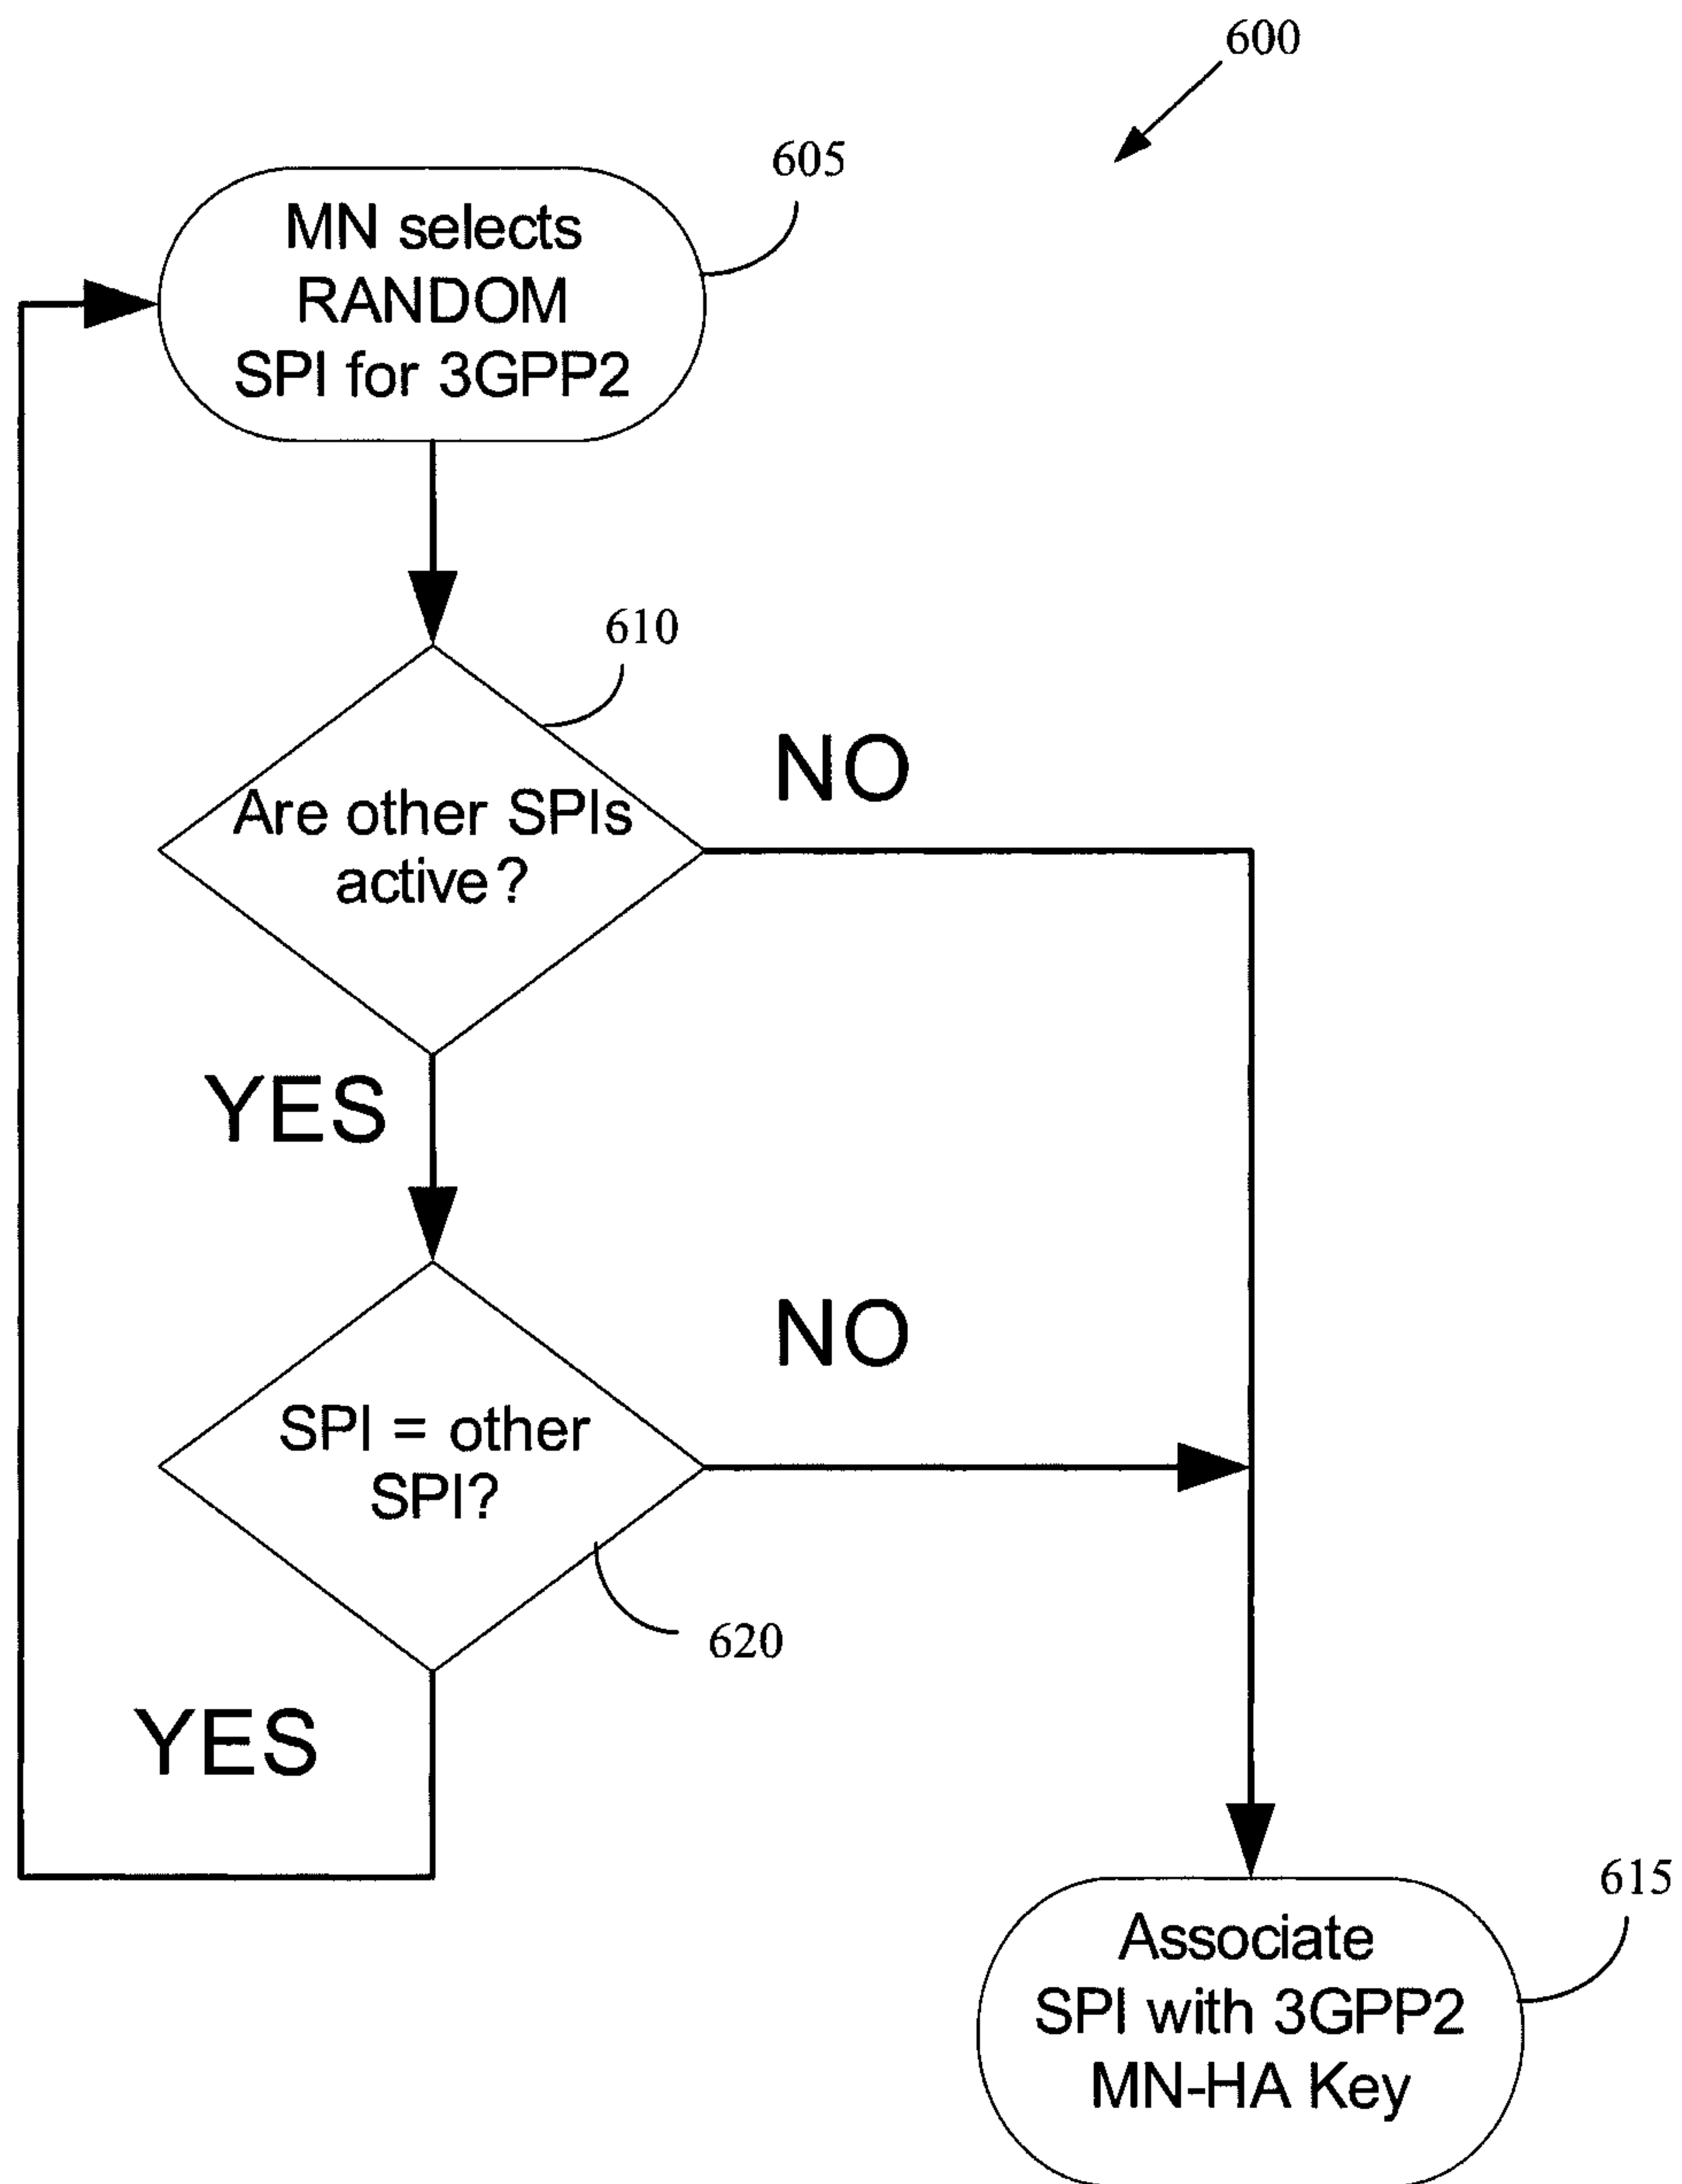 600
605
MN selects
RANDOM
SPI for 3GPP2
610
NO
Are other SPIs
active?
YES
NO
SPI = other
SPI?
620
YES
615
Associate
SPI with 3GPP2
MN-HA Key